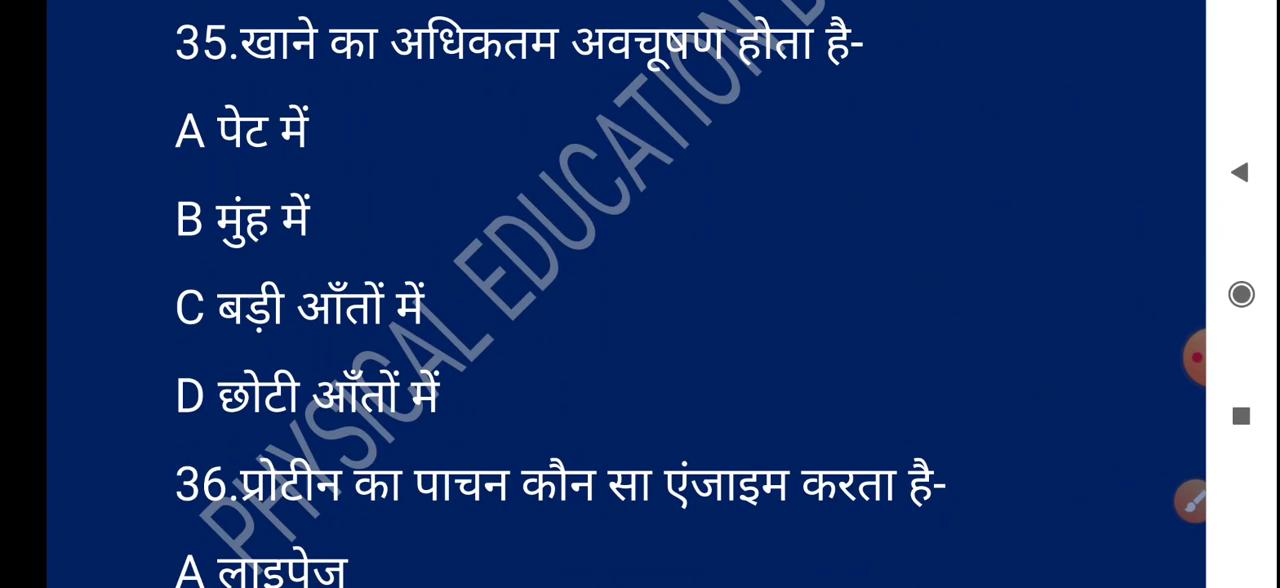 35.खाने का अधिकतम अवचूषण होता है-
A पेट में
B मुंह में
C बड़ी आँतों में
D छोटी आँतों में
36.प्रोटीन का पाचन कौन सा एंजाइम करता है-
A लाइपेज
PHYSICAL EDUCATION